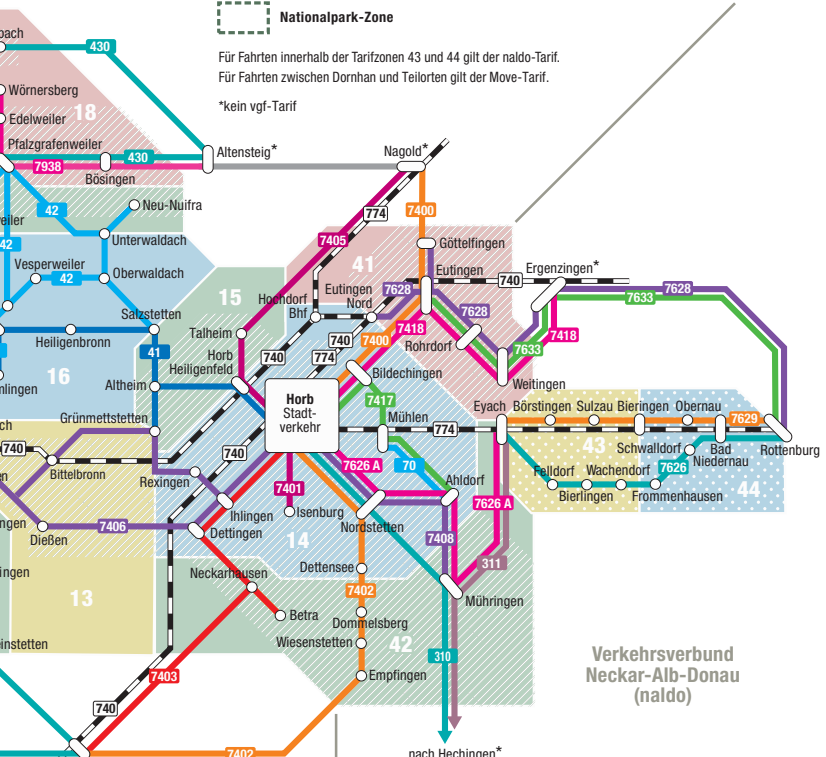 Nationalpark-Zone
Für Fahrten innerhalb der Tarifzonen 43 und 44 gilt der naldo-Tarif.
Für Fahrten zwischen Dornhan und Teilorten gilt der Move-Tarif.
*kein vgf-Tarif
430
Wörnersberg
18
Edelweiler
Pfalzgrafenweiler
430
Altensteig*
Nagold*
7938
Bösingen
42
Neu-Nuifra
774
7400
7405
Göttelfingen
Unterwaldach
42
41
Vesperweiler
Eutingen
740
Ergenzingen*
42
Oberwaldach
15
Eutingen
Nord
7628
7628
7633
Hochdorf
Bhf
7628
Salzstetten
Talheim
740
7400
7418
7418
Heiligenbronn
41
Horb
Heiligenfeld
740
774
Rohrdorf
7633
16
Altheim
Bildechingen
Weitingen
Horb
Stadt-
verkehr
7417
Eyach
Börstingen
Sulzau
Bieringen
Obernau
Grünmettstetten
Mühlen
774
7629
740
740
43
Schwalldorf
Bad
Niedernau
Rottenburg
Bittelbronn
Rexingen
7626 A
70
Felldorf
Wachendorf
7626
7401
Ahldorf
Bierlingen
Frommenhausen
44
Isenburg
7626 A
Ihlingen
Nordstetten
7406
Dettingen
Dießen
14
7408
Neckarhausen
Dettensee
311
13
7402
Mühringen
Betra
Dommelsberg
Wiesenstetten
42
310
Verkehrsverbund
Neckar-Alb-Donau
(naldo)
7403
Empfingen
740
7402
nach Hechingen*